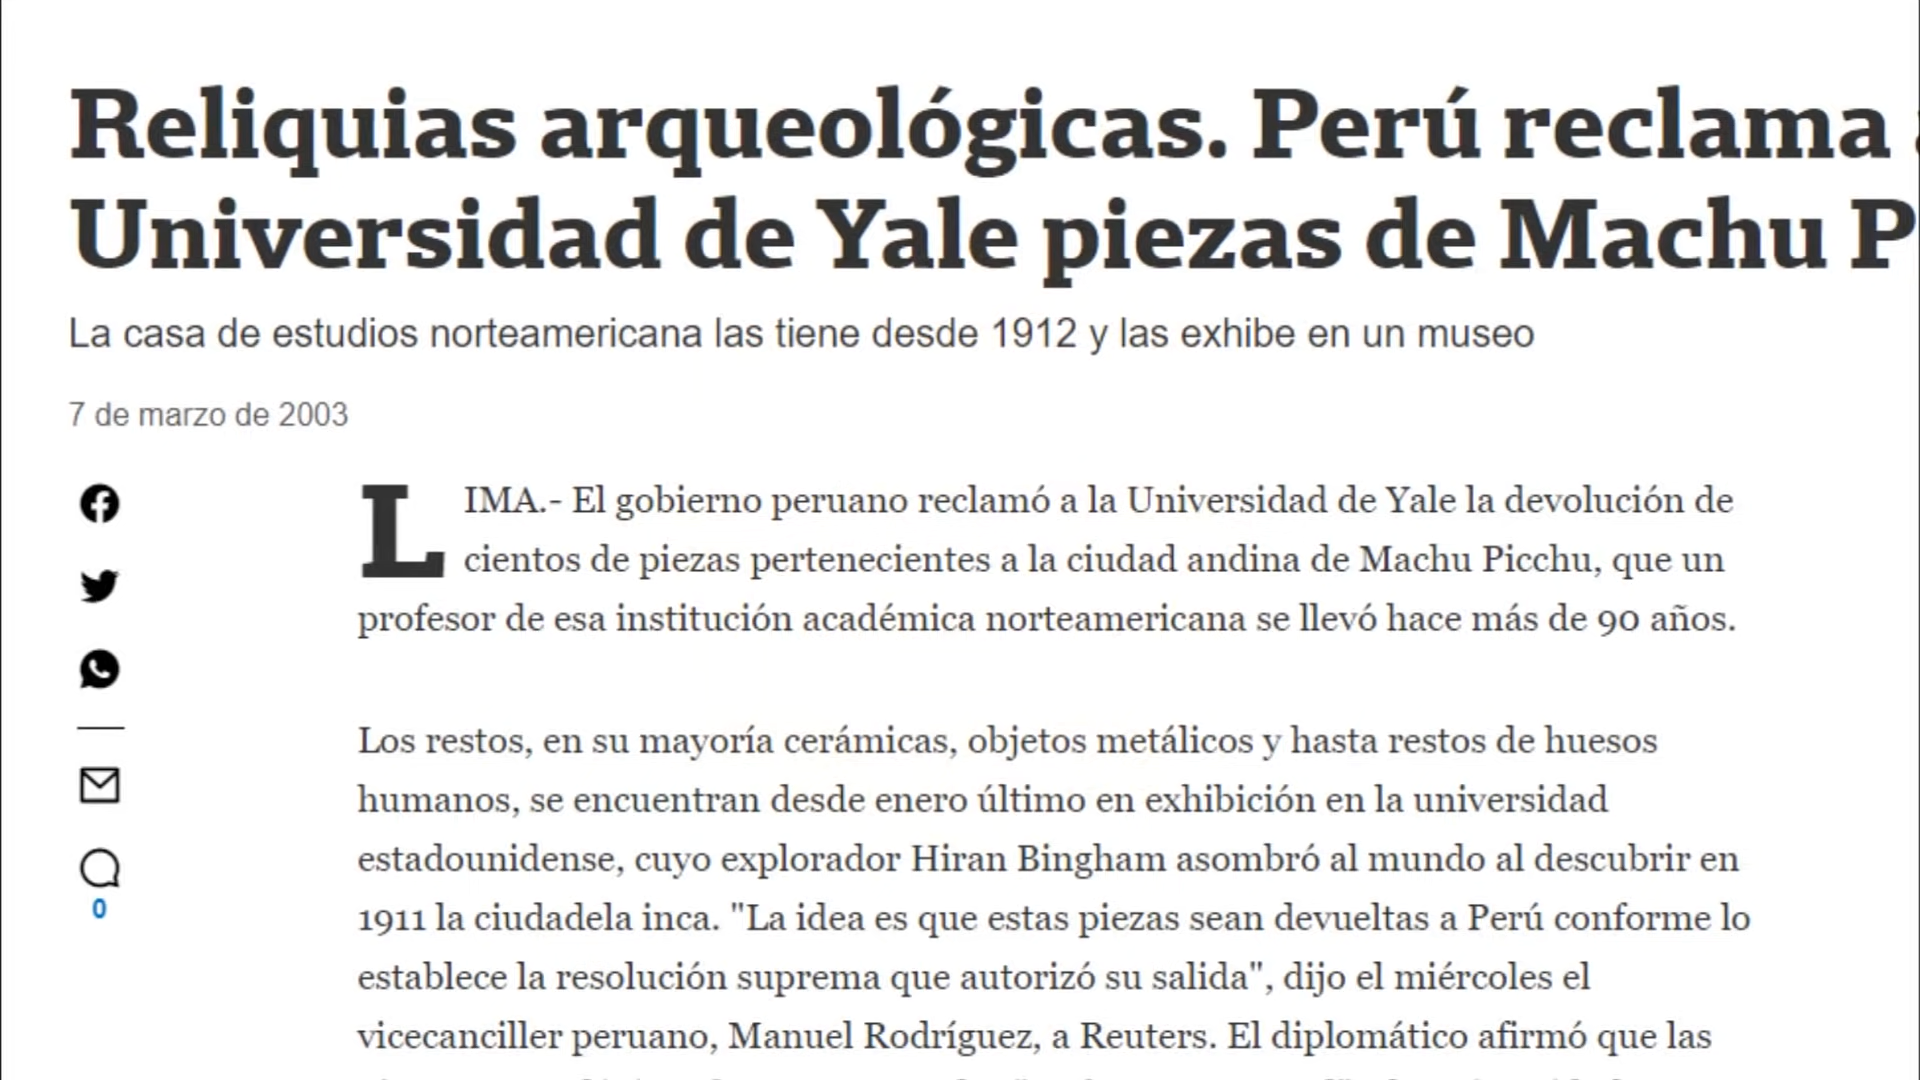 Reliquias arqueológicas. Perú reclama
Universidad de Yale piezas de Machu P
La casa de estudios norteamericana las tiene desde 1912 y las exhibe en un museo
7 de marzo de 2003
LIMA.- El gobierno peruano reclamó a la Universidad de Yale la devolución de
cientos de piezas pertenecientes a la ciudad andina de Machu Picchu, que un
profesor de esa institución académica norteamericana se llevó hace más de 90 años.
Los restos, en su mayoría cerámicas, objetos metálicos y hasta restos de huesos
humanos, se encuentran desde enero último en exhibición en la universidad
estadounidense, cuyo explorador Hiran Bingham asombró al mundo al descubrir en
1911 la ciudadela inca. "La idea es que estas piezas sean devueltas a Perú conforme lo
establece la resolución suprema que autorizó su salida", dijo el miércoles el
vicecanciller peruano, Manuel Rodríguez, a Reuters. El diplomático afirmó que las
0